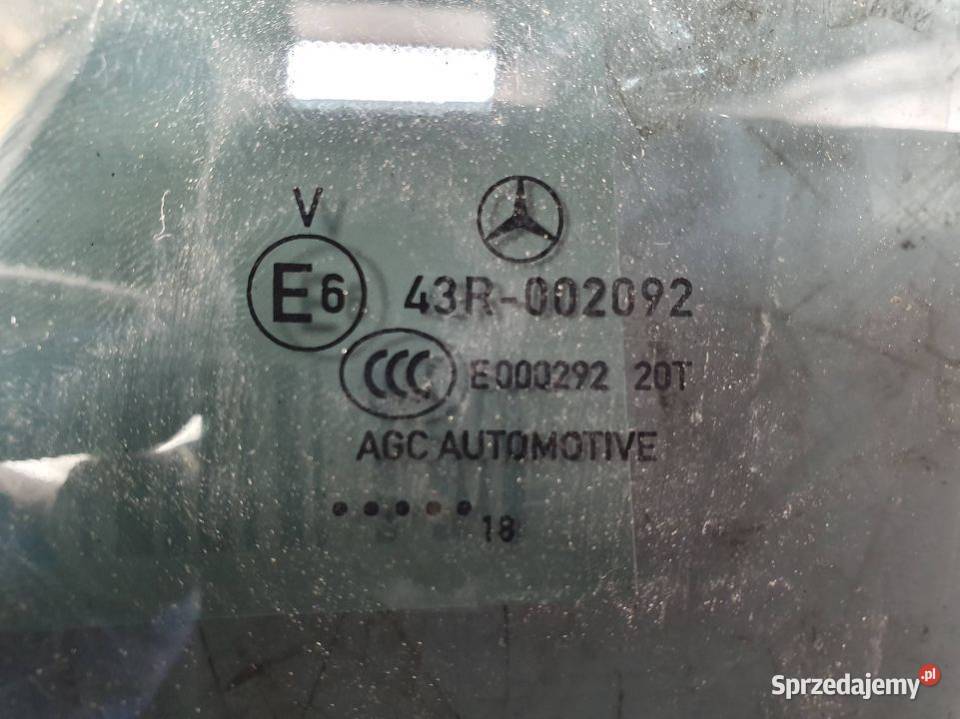 V
E6 43R-002092
CCC E000292 20T
AGC AUTOMOTIVE
..... 18
Sprzedajemy.pl